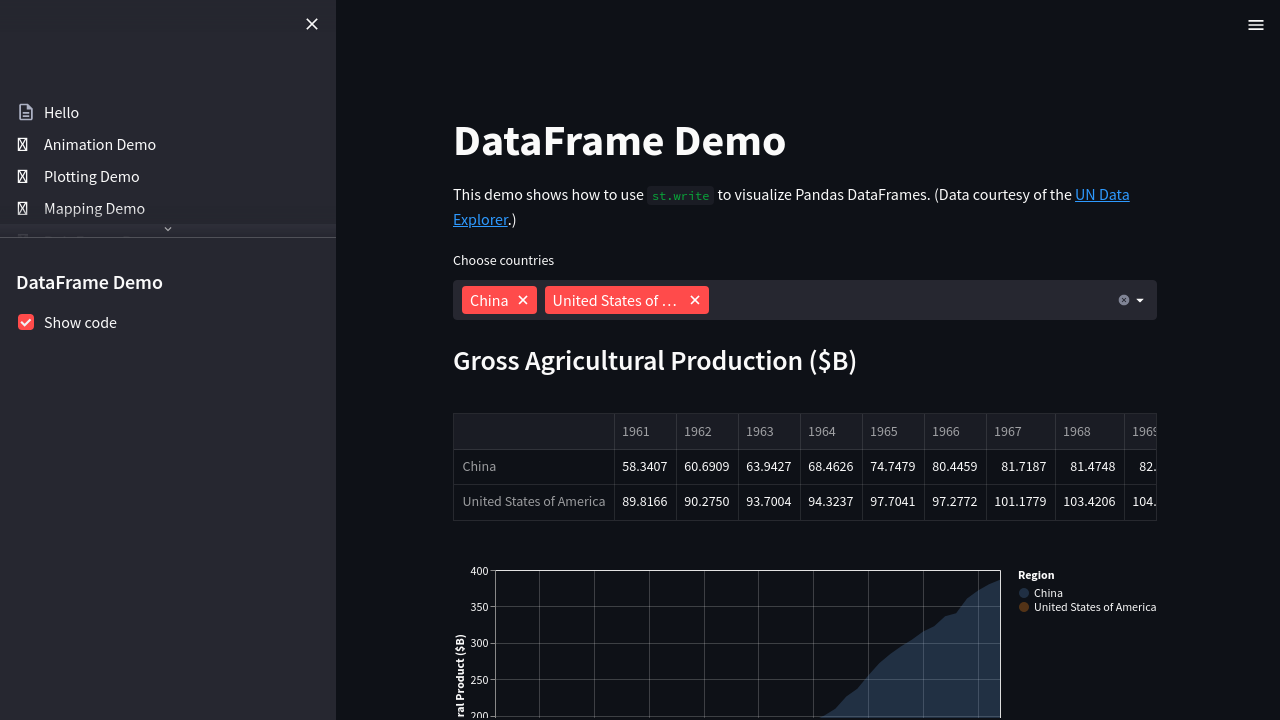 Hello
Animation Demo
Plotting Demo
Mapping Demo
DataFrame Demo
Show code
DataFrame Demo
This demo shows how to use st.write to visualize Pandas DataFrames. (Data courtesy of the UN Data
Explorer.)
Choose countries
China
United States of …
Gross Agricultural Production ($B)
1961 1962 1963 1964 1965 1966 1967 1968 1969
China 58.3407 60.6909 63.9427 68.4626 74.7479 80.4459 81.7187 81.4748 82.
United States of America 89.8166 90.2750 93.7004 94.3237 97.7041 97.2772 101.1779 103.4206 104.
400
350
300
250
200
ral Product ($B)
Region
China
United States of America